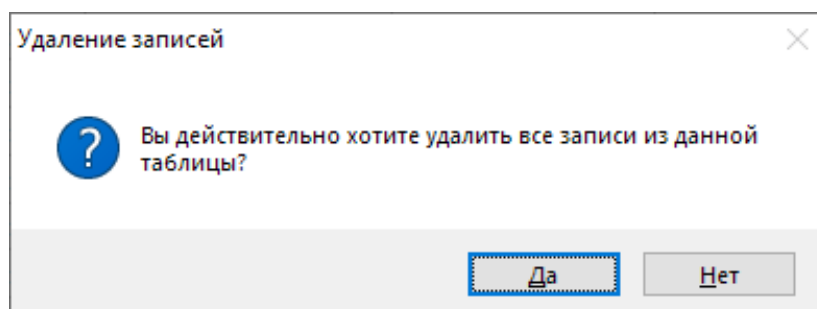 Удаление записей
Вы действительно хотите удалить все записи из данной
таблицы?
Да
Нет